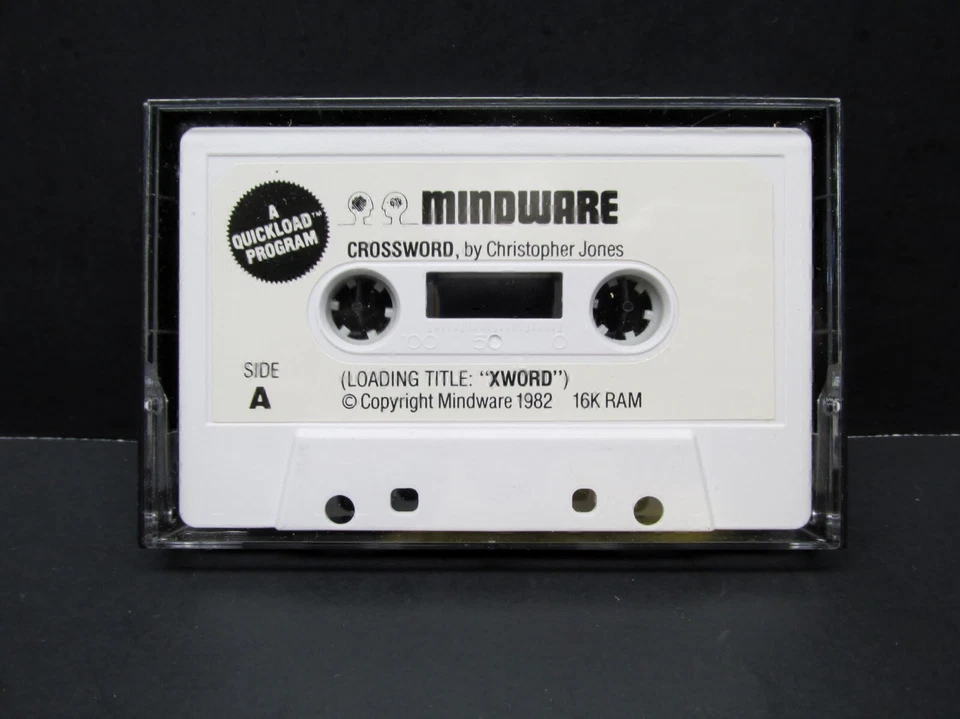 A
QUICKLOAD™
PROGRAM
MINDWARE
CROSSWORD, by Christopher Jones
100 50 0
SIDE
A
(LOADING TITLE: “XWORD”)
© Copyright Mindware 1982 16K RAM